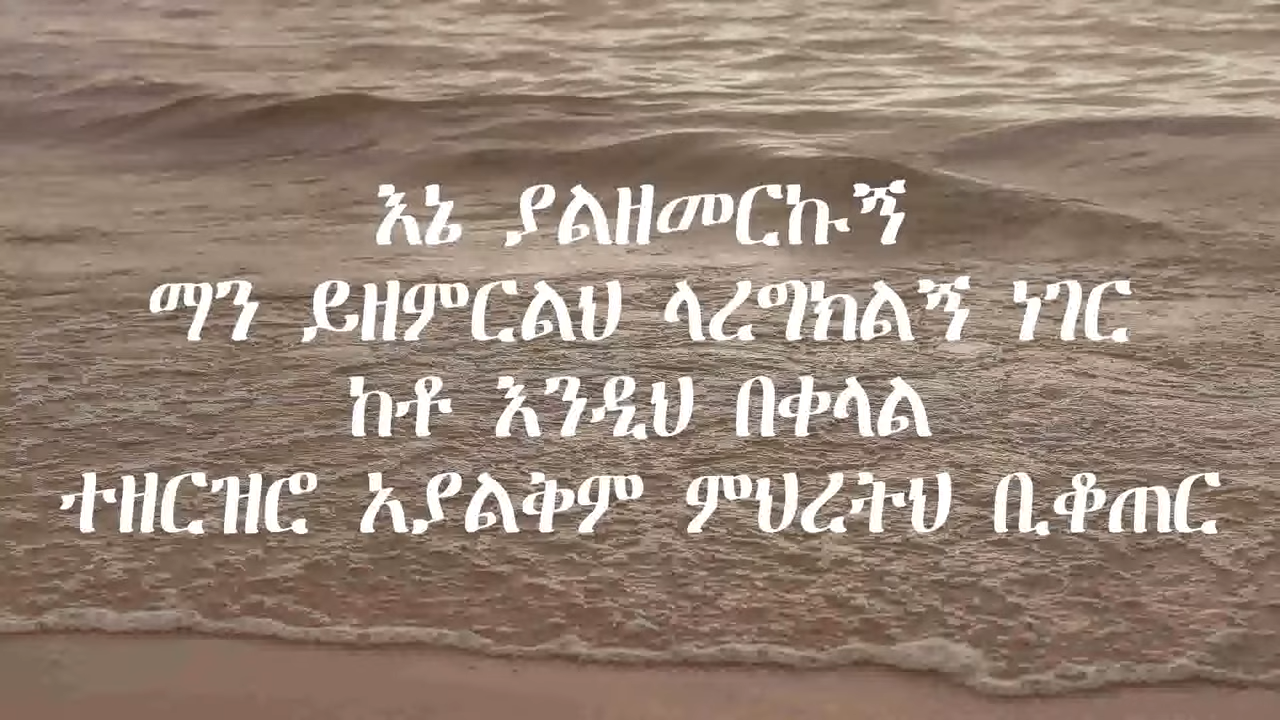 እኔ ያልዘመርኩኝ
ማን ይዘምርልህ ላረግክልኝ ነገር
ከቶ እንዲህ በቀላል
ተዘርዝሮ አያልቅም ምህረትህ ቢቆጠር